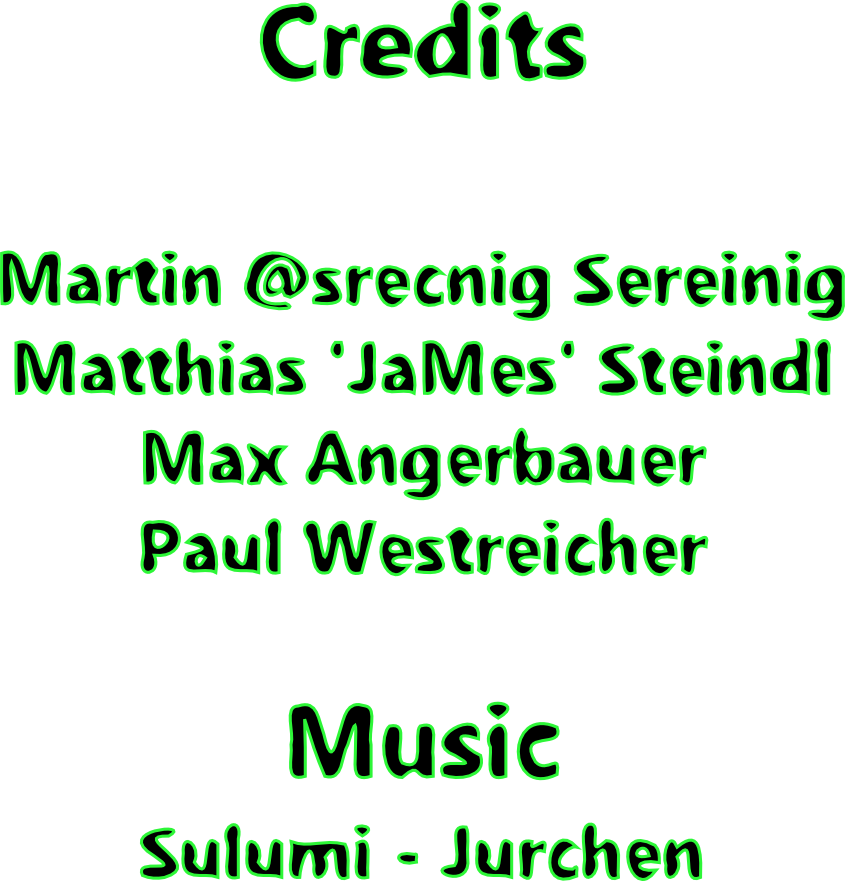 Credits
Martin @srecnig Sereinig
Matthias 'JaMes' Steindl
Max Angerbauer
Paul Westreicher
Music
Sulumi - Jurchen